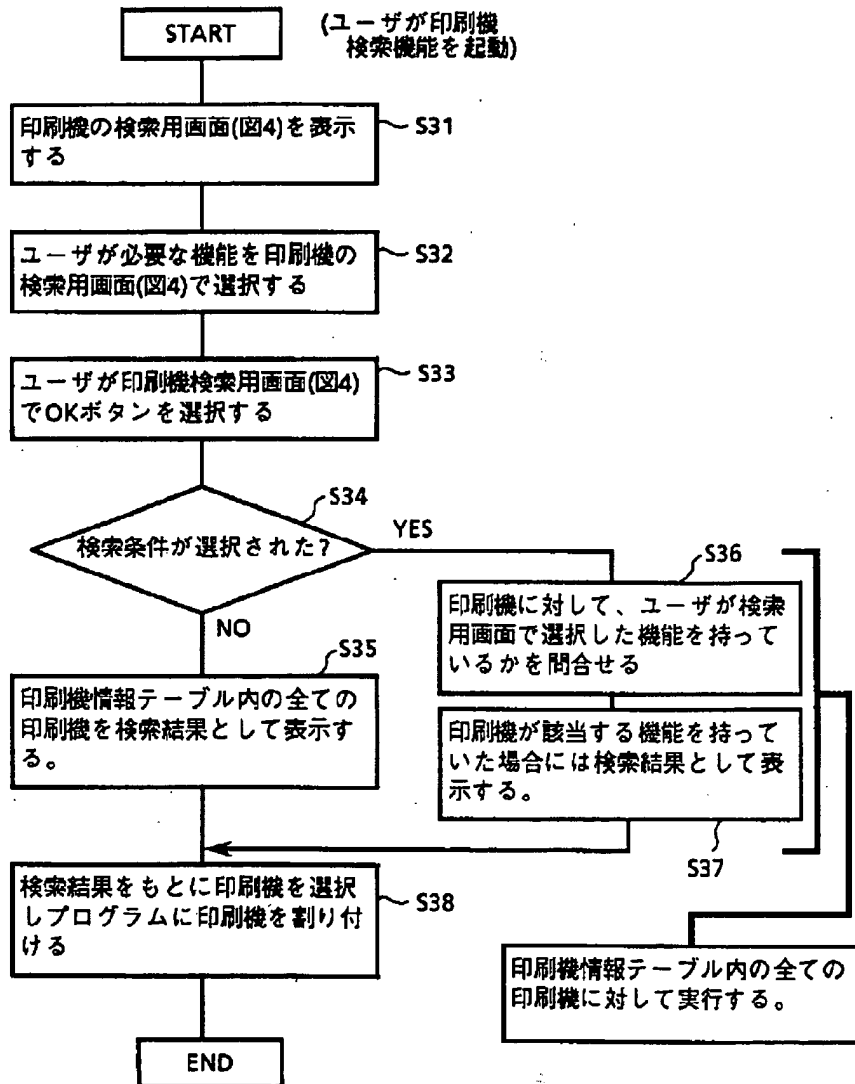 START
(ユーザが印刷機
検索機能を起動)
印刷機の検索用画面(図4)を表示
する
S31
ユーザが必要な機能を印刷機の
検索用画面(図4)で選択する
S32
ユーザが印刷機検索用画面(図4)
でOKボタンを選択する
S33
検索条件が選択された?
S34
YES
NO
S35
印刷機情報テーブル内の全ての
印刷機を検索結果として表示す
る。
S36
印刷機に対して、ユーザが検索
用画面で選択した機能を持って
いるかを問合せる
印刷機が該当する機能を持って
いた場合には検索結果として表
示する。
S37
検索結果をもとに印刷機を選択
しプログラムに印刷機を割り付
ける
S38
印刷機情報テーブル内の全ての
印刷機に対して実行する。
END